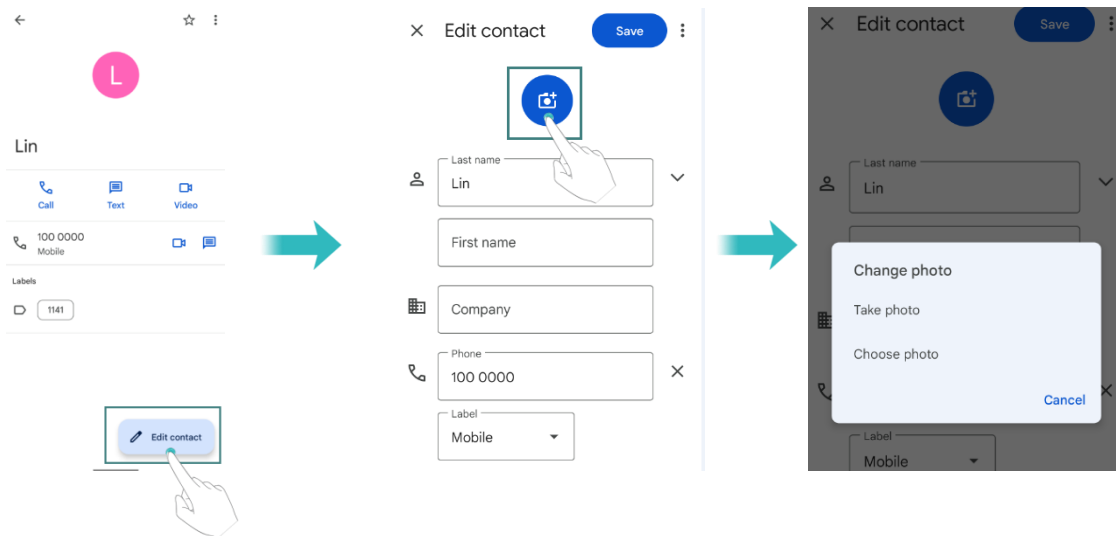 L
Lin
Call Text Video
100 0000
Mobile
Labels
1141
Edit contact
Edit contact Save
Last name
Lin
First name
Company
Phone
100 0000
Label
Mobile
Edit contact Save
Last name
Lin
Change photo
Take photo
Choose photo
Cancel
Label
Mobile